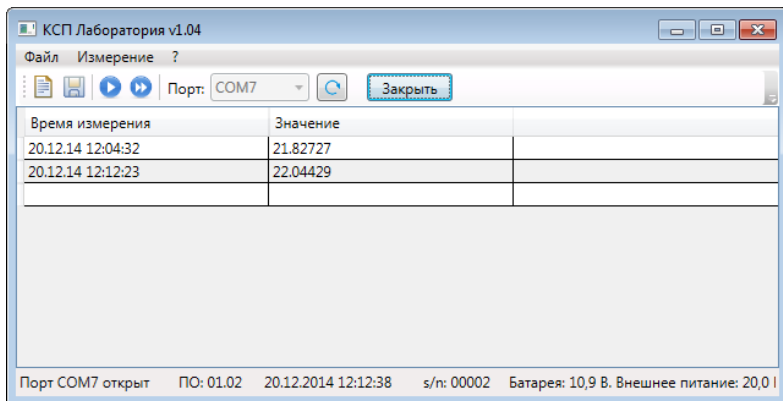 КСП Лаборатория v1.04
Файл Измерение ?
Порт: COM7 Закрыть
Время измерения Значение
20.12.14 12:04:32 21.82727
20.12.14 12:12:23 22.04429
Порт COM7 открыт ПО: 01.02 20.12.2014 12:12:38 s/n: 00002 Батарея: 10,9 В. Внешнее питание: 20,0